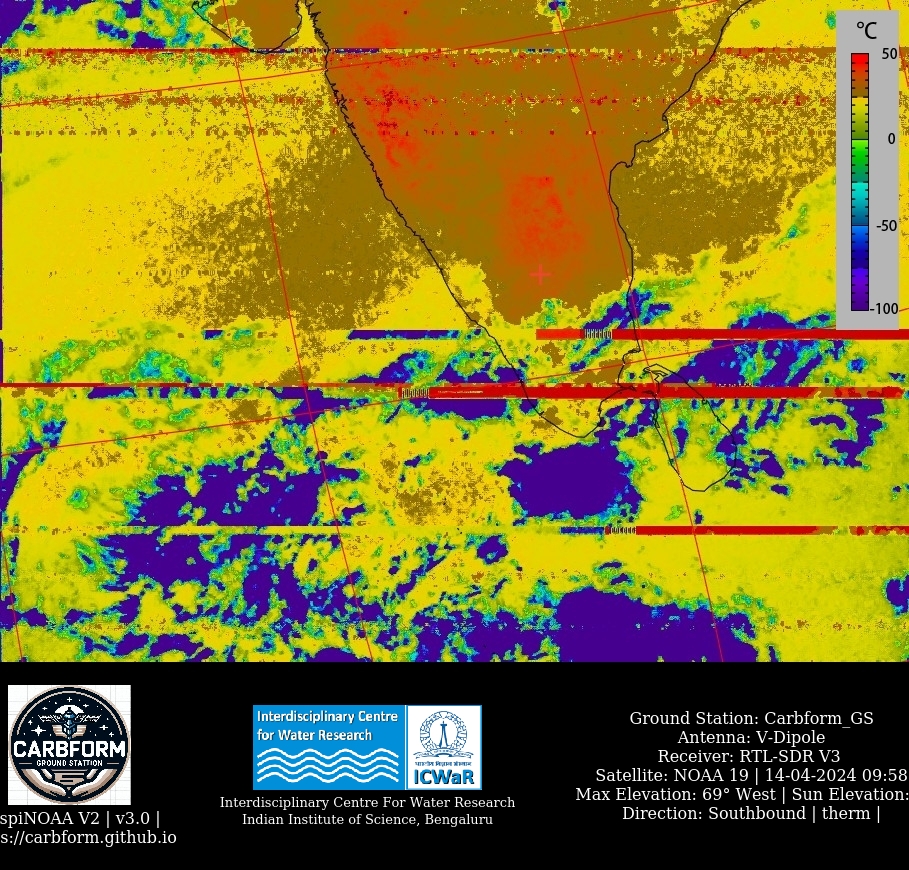 °C
50
0
-50
-100
CARBFORM
GROUND STATION
spiNOAA V2 | v3.0 |
s://carbform.github.io
Interdisciplinary Centre
for Water Research
भारतीय विज्ञान संस्थान
ICWaR
Interdisciplinary Centre For Water Research
Indian Institute of Science, Bengaluru
Ground Station: Carbform_GS
Antenna: V-Dipole
Receiver: RTL-SDR V3
Satellite: NOAA 19 | 14-04-2024 09:58
Max Elevation: 69° West | Sun Elevation:
Direction: Southbound | therm |